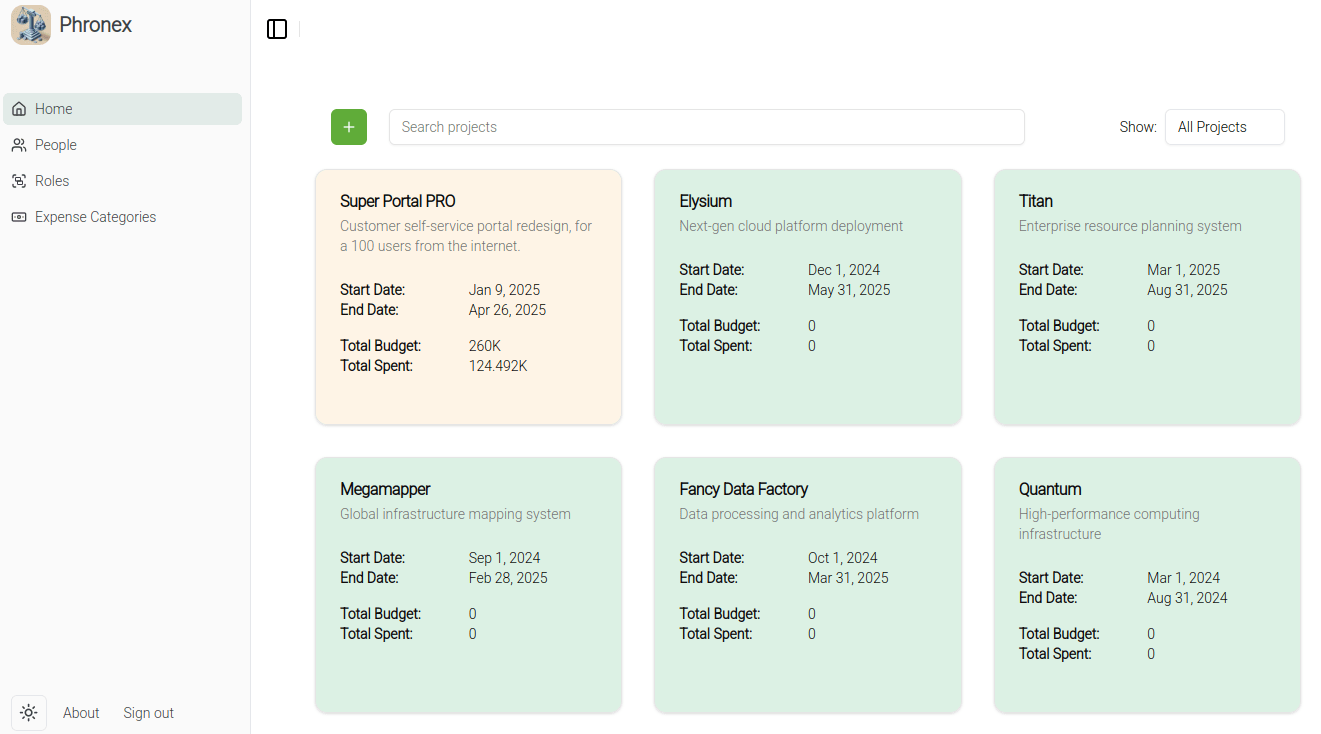 Phronex
Home
People
Roles
Expense Categories
About Sign out
Search projects
Show: All Projects
Super Portal PRO
Customer self-service portal redesign, for
a 100 users from the internet.
Start Date: Jan 9, 2025
End Date: Apr 26, 2025
Total Budget: 260K
Total Spent: 124.492K
Elysium
Next-gen cloud platform deployment
Start Date: Dec 1, 2024
End Date: May 31, 2025
Total Budget: 0
Total Spent: 0
Titan
Enterprise resource planning system
Start Date: Mar 1, 2025
End Date: Aug 31, 2025
Total Budget: 0
Total Spent: 0
Megamapper
Global infrastructure mapping system
Start Date: Sep 1, 2024
End Date: Feb 28, 2025
Total Budget: 0
Total Spent: 0
Fancy Data Factory
Data processing and analytics platform
Start Date: Oct 1, 2024
End Date: Mar 31, 2025
Total Budget: 0
Total Spent: 0
Quantum
High-performance computing
infrastructure
Start Date: Mar 1, 2024
End Date: Aug 31, 2024
Total Budget: 0
Total Spent: 0